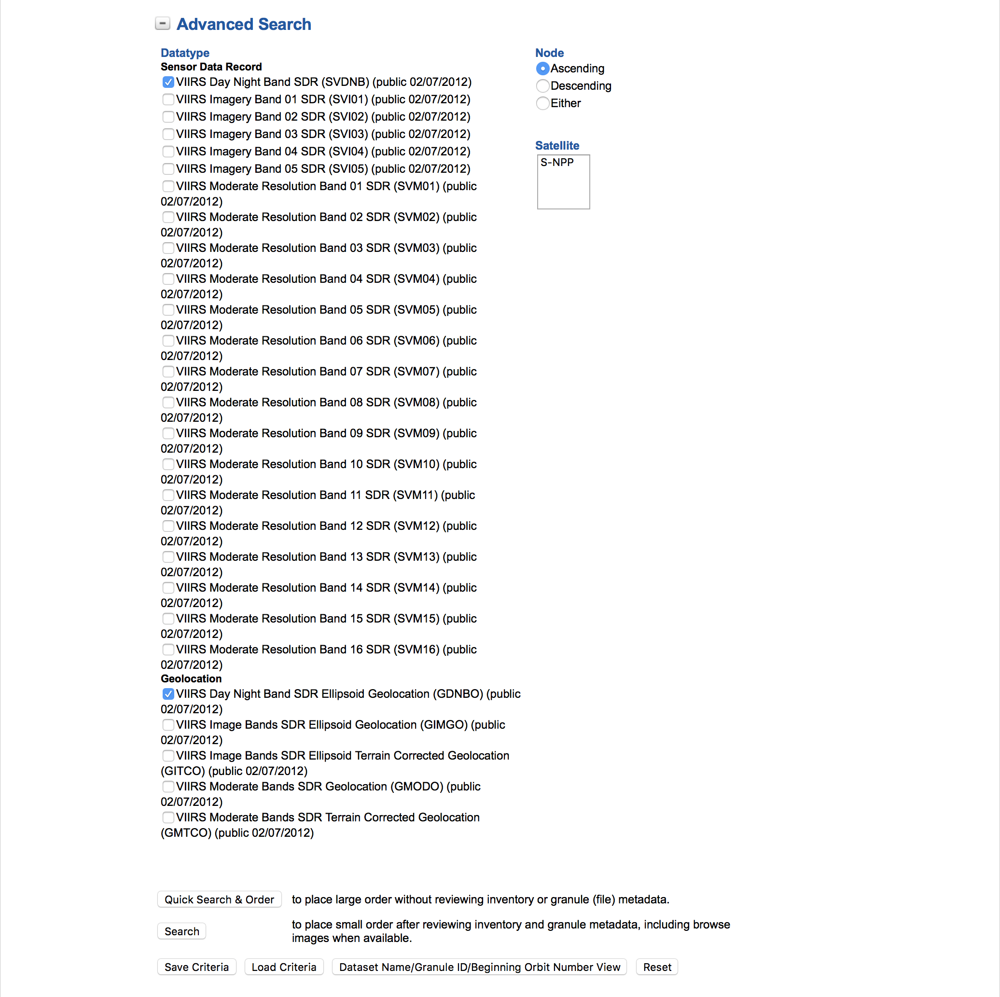 Advanced Search
Datatype
Sensor Data Record
VIIRS Day Night Band SDR (SVDNB) (public 02/07/2012)
VIIRS Imagery Band 01 SDR (SVI01) (public 02/07/2012)
VIIRS Imagery Band 02 SDR (SVI02) (public 02/07/2012)
VIIRS Imagery Band 03 SDR (SVI03) (public 02/07/2012)
VIIRS Imagery Band 04 SDR (SVI04) (public 02/07/2012)
VIIRS Imagery Band 05 SDR (SVI05) (public 02/07/2012)
VIIRS Moderate Resolution Band 01 SDR (SVM01) (public
02/07/2012)
VIIRS Moderate Resolution Band 02 SDR (SVM02) (public
02/07/2012)
VIIRS Moderate Resolution Band 03 SDR (SVM03) (public
02/07/2012)
VIIRS Moderate Resolution Band 04 SDR (SVM04) (public
02/07/2012)
VIIRS Moderate Resolution Band 05 SDR (SVM05) (public
02/07/2012)
VIIRS Moderate Resolution Band 06 SDR (SVM06) (public
02/07/2012)
VIIRS Moderate Resolution Band 07 SDR (SVM07) (public
02/07/2012)
VIIRS Moderate Resolution Band 08 SDR (SVM08) (public
02/07/2012)
VIIRS Moderate Resolution Band 09 SDR (SVM09) (public
02/07/2012)
VIIRS Moderate Resolution Band 10 SDR (SVM10) (public
02/07/2012)
VIIRS Moderate Resolution Band 11 SDR (SVM11) (public
02/07/2012)
VIIRS Moderate Resolution Band 12 SDR (SVM12) (public
02/07/2012)
VIIRS Moderate Resolution Band 13 SDR (SVM13) (public
02/07/2012)
VIIRS Moderate Resolution Band 14 SDR (SVM14) (public
02/07/2012)
VIIRS Moderate Resolution Band 15 SDR (SVM15) (public
02/07/2012)
VIIRS Moderate Resolution Band 16 SDR (SVM16) (public
02/07/2012)
Geolocation
VIIRS Day Night Band SDR Ellipsoid Geolocation (GDNBO) (public
02/07/2012)
VIIRS Image Bands SDR Ellipsoid Geolocation (GIMGO) (public
02/07/2012)
VIIRS Image Bands SDR Ellipsoid Terrain Corrected Geolocation
(GITCO) (public 02/07/2012)
VIIRS Moderate Bands SDR Geolocation (GMODO) (public
02/07/2012)
VIIRS Moderate Bands SDR Terrain Corrected Geolocation
(GMTCO) (public 02/07/2012)
Node
Ascending
Descending
Either
Satellite
S-NPP
Quick Search & Order to place large order without reviewing inventory or granule (file) metadata.
Search to place small order after reviewing inventory and granule metadata, including browse
images when available.
Save Criteria Load Criteria Dataset Name/Granule ID/Beginning Orbit Number View Reset